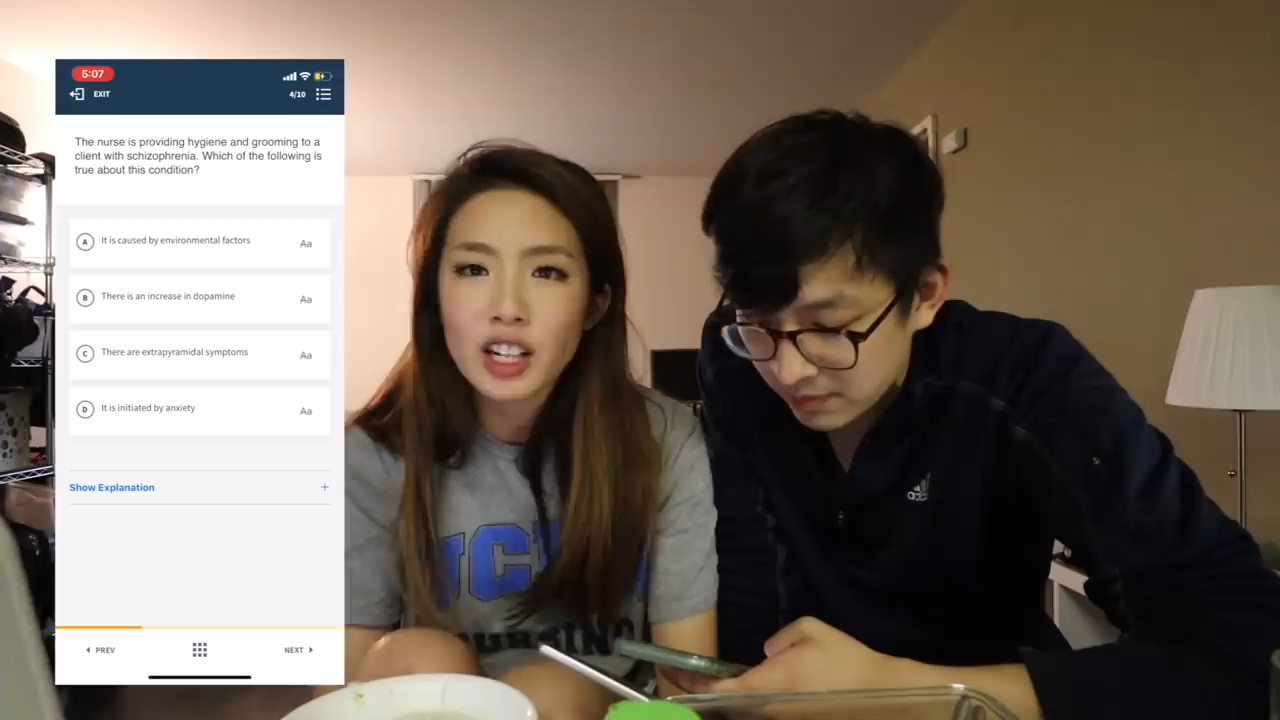 5:07
EXIT
4/10
The nurse is providing hygiene and grooming to a
client with schizophrenia. Which of the following is
true about this condition?
A It is caused by environmental factors Aa
B There is an increase in dopamine Aa
C There are extrapyramidal symptoms Aa
D It is initiated by anxiety Aa
Show Explanation +
PREV
NEXT
adidas